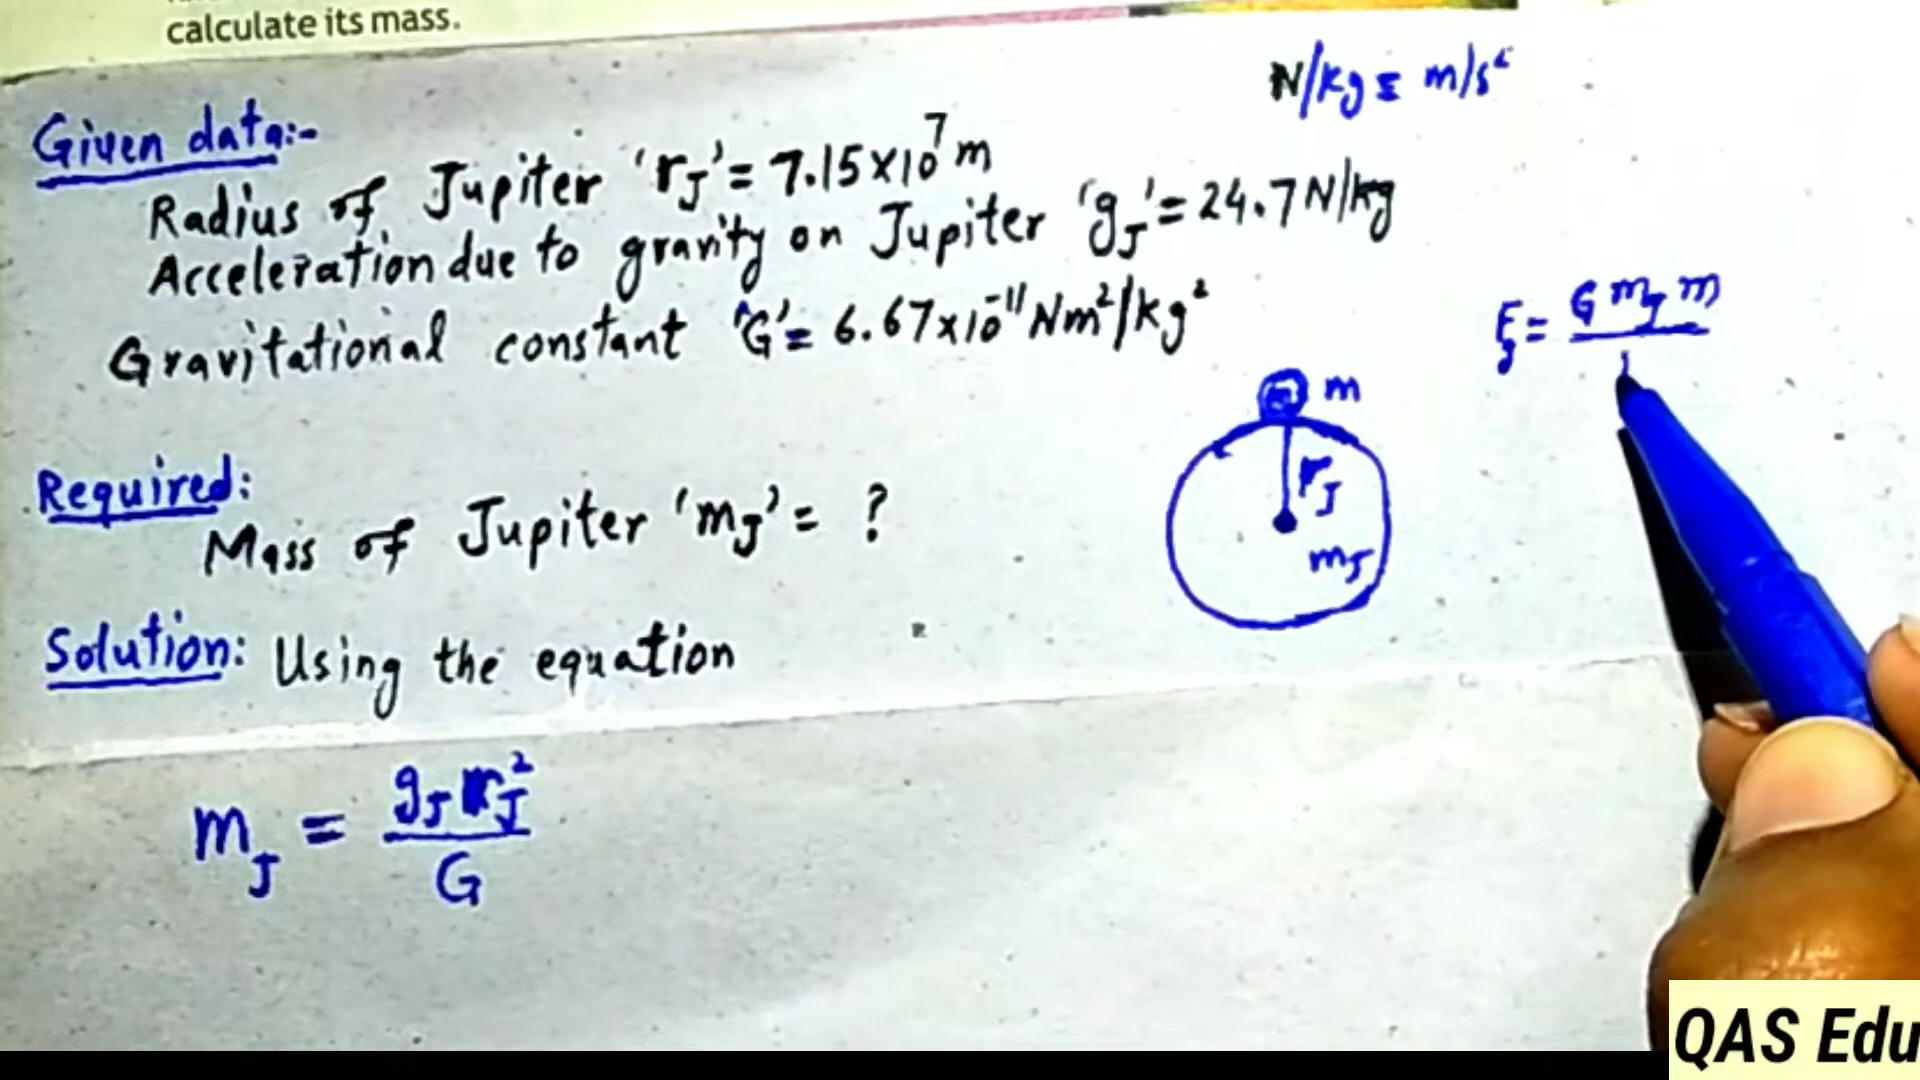 calculate its mass.
N/kg = m/s²
Given data:-
Radius of Jupiter 'rJ' = 7.15×10⁷ m
Acceleration due to gravity on Jupiter 'gJ' = 24.7 N/kg
Gravitational constant 'G' = 6.67×10⁻¹¹ Nm²/kg²
Fg = G mJ m
m
rJ
mJ
Required:
Mass of Jupiter 'mJ' = ?
Solution: Using the equation
mJ = gJ rJ² / G
QAS Edu